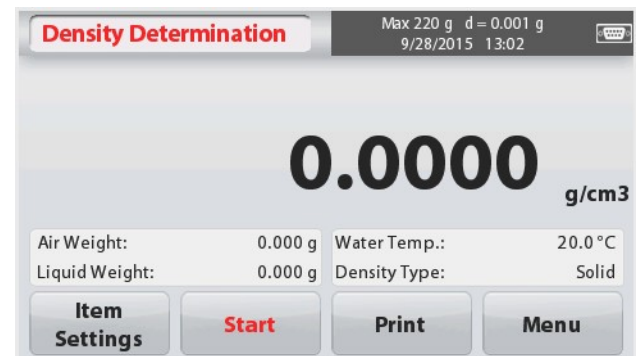 Density Determination
Max 220 g d = 0.001 g
9/28/2015 13:02
0.0000
g/cm3
Air Weight: 0.000 g Water Temp.: 20.0°C
Liquid Weight: 0.000 g Density Type: Solid
Item
Settings
Start
Print
Menu